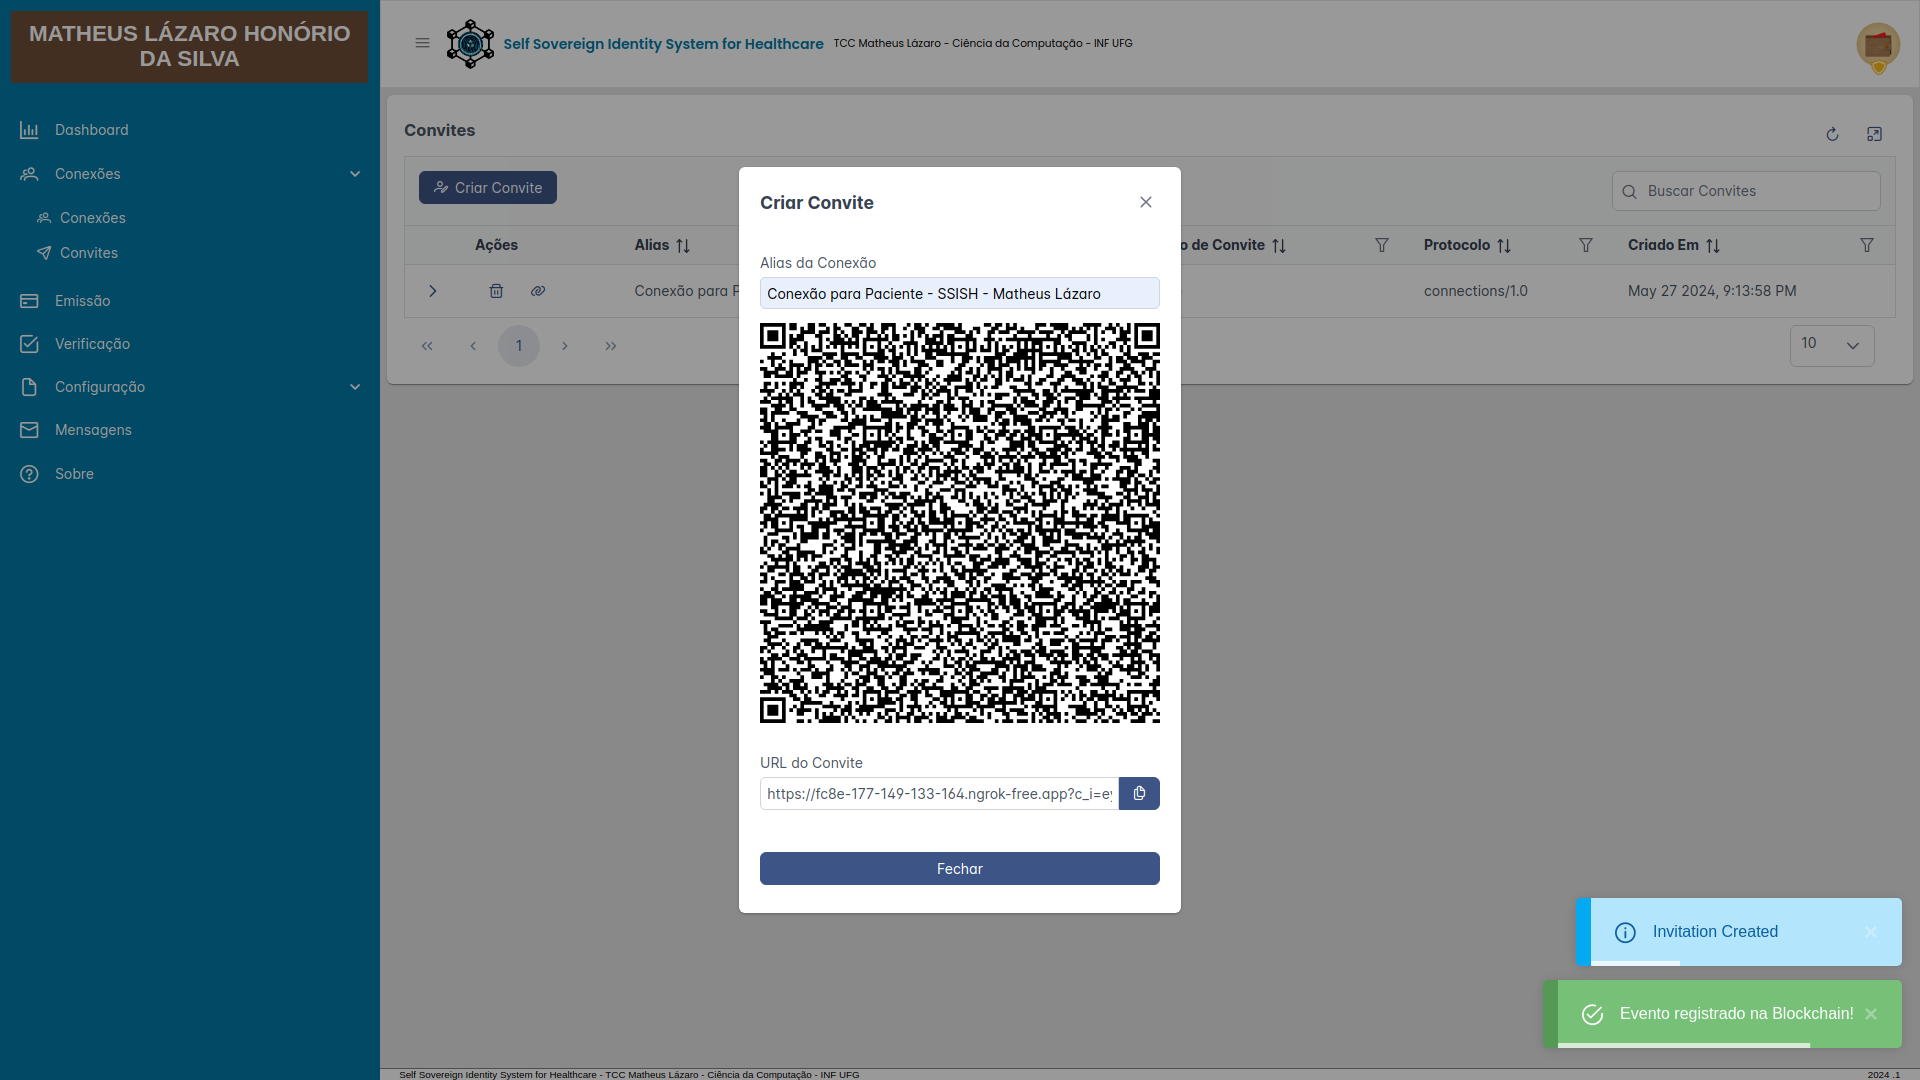 MATHEUS LÁZARO HONÓRIO
DA SILVA
Dashboard
Conexões
Conexões
Convites
Emissão
Verificação
Configuração
Mensagens
Sobre
Self Sovereign Identity System for Healthcare TCC Matheus Lázaro - Ciência da Computação - INF UFG
Convites
Criar Convite
Buscar Convites
Ações Alias o de Convite Protocolo Criado Em
Conexão para P connections/1.0 May 27 2024, 9:13:58 PM
1
10
Criar Convite
Alias da Conexão
Conexão para Paciente - SSISH - Matheus Lázaro
URL do Convite
https://fc8e-177-149-133-164.ngrok-free.app?c_i=ey
Fechar
Invitation Created
Evento registrado na Blockchain!
Self Sovereign Identity System for Healthcare - TCC Matheus Lázaro - Ciência da Computação - INF UFG
2024 .1